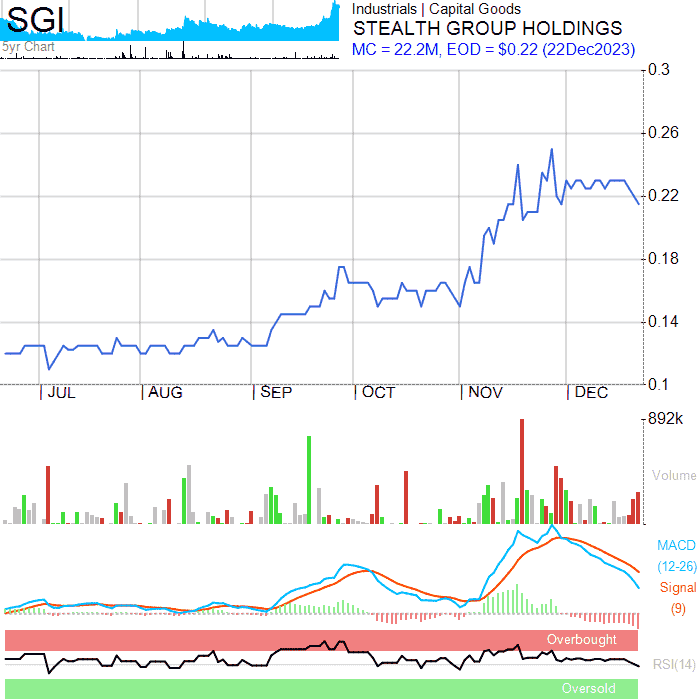 SGI
5yr Chart
Industrials | Capital Goods
STEALTH GROUP HOLDINGS
MC = 22.2M, EOD = $0.22 (22Dec2023)
0.3
0.26
0.22
0.18
0.14
0.1
JUL
AUG
SEP
OCT
NOV
DEC
892k
Volume
MACD
(12-26)
Signal
(9)
Overbought
RSI(14)
Oversold